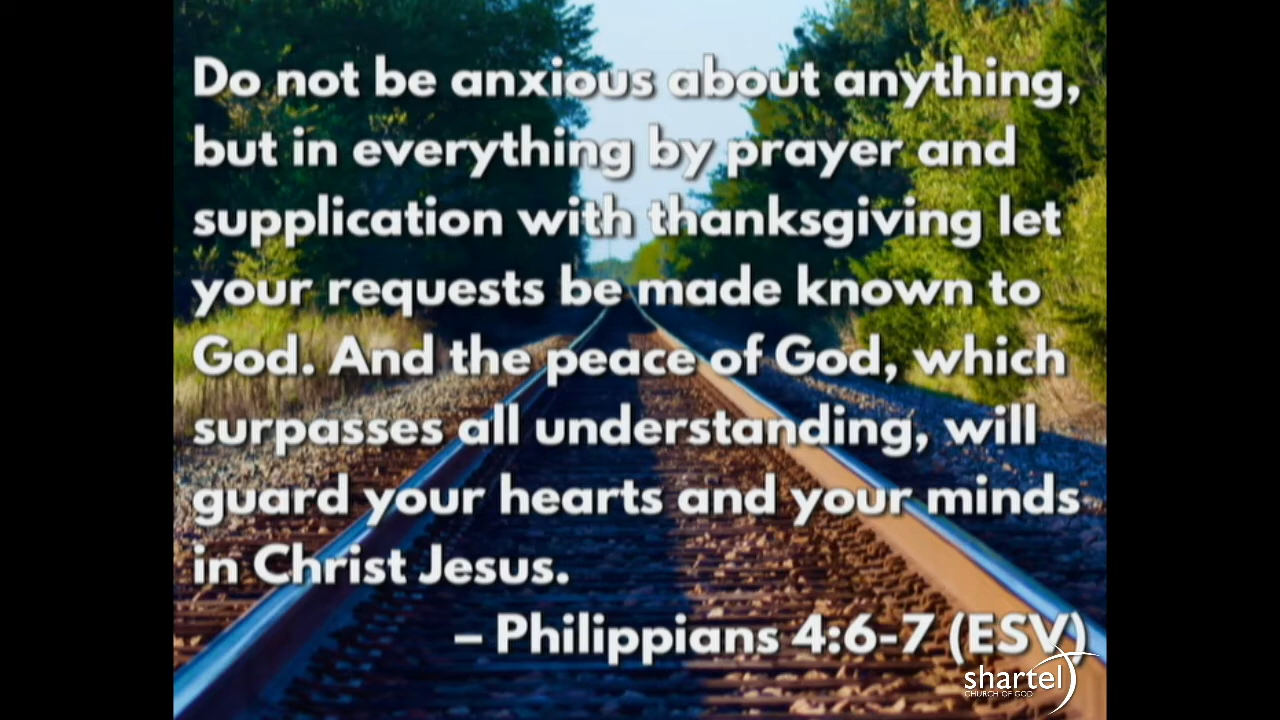 Do not be anxious about anything,
but in everything by prayer and
supplication with thanksgiving let
your requests be made known to
God. And the peace of God, which
surpasses all understanding, will
guard your hearts and your minds
in Christ Jesus.
– Philippians 4:6-7 (ESV)
shartel
CHURCH OF GOD